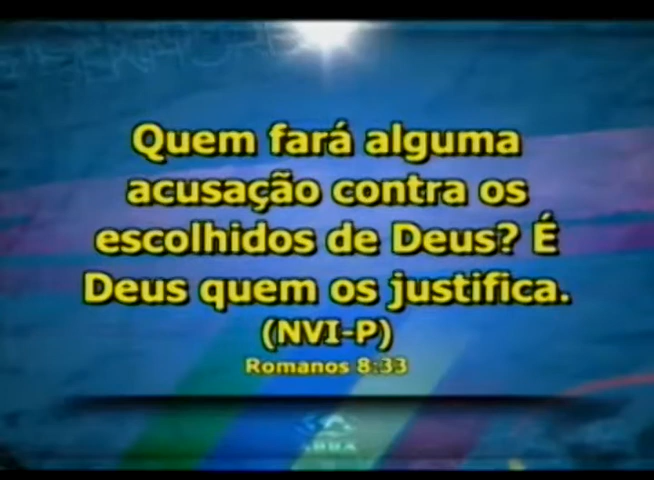 Quem fará alguma
acusação contra os
escolhidos de Deus? É
Deus quem os justifica.
(NVI-P)
Romanos 8:33